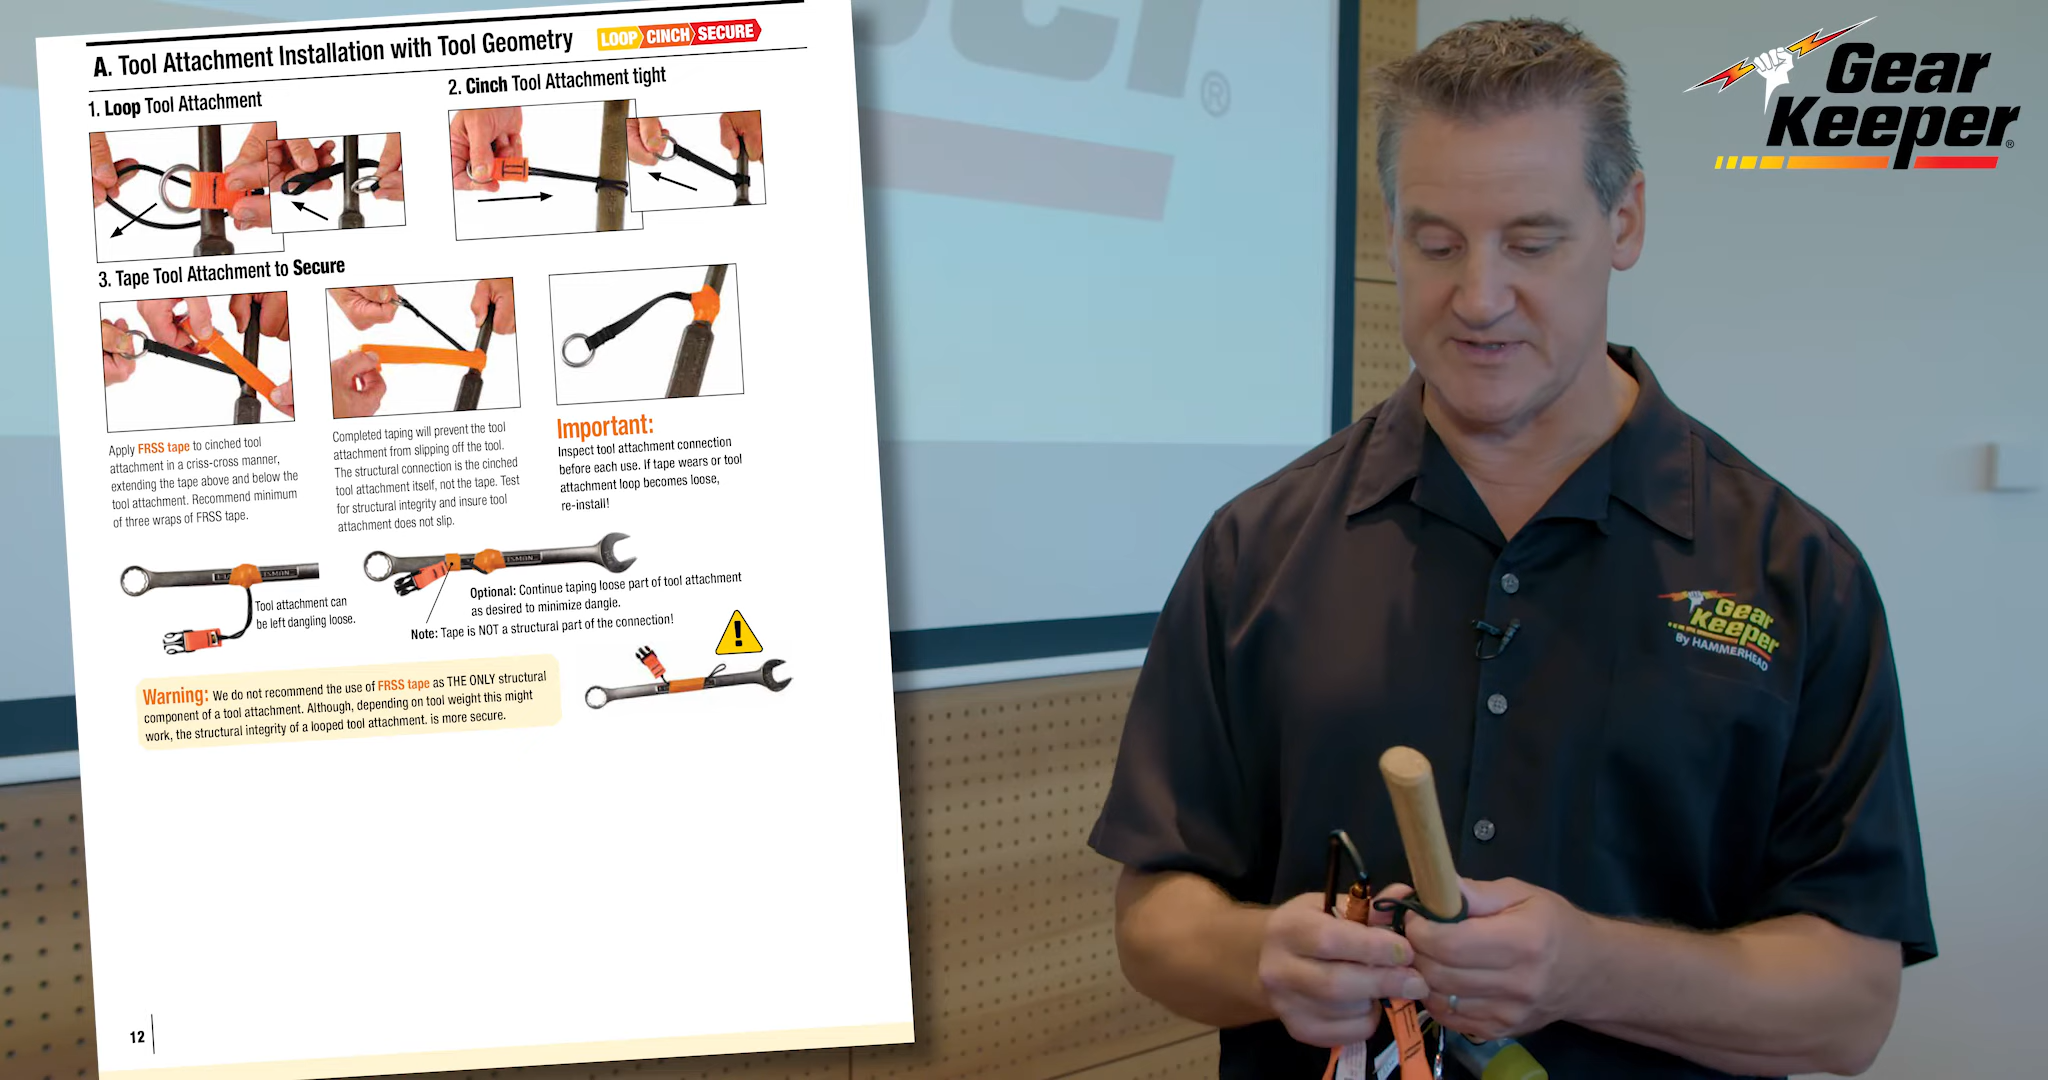 A. Tool Attachment Installation with Tool Geometry
LOOP CINCH SECURE
1. Loop Tool Attachment
2. Cinch Tool Attachment tight
3. Tape Tool Attachment to Secure
Apply FRSS tape to cinched tool
attachment in a criss-cross manner,
extending the tape above and below the
tool attachment. Recommend minimum
of three wraps of FRSS tape.
Completed taping will prevent the tool
attachment from slipping off the tool.
The structural connection is the cinched
tool attachment itself, not the tape. Test
for structural integrity and insure tool
attachment does not slip.
Important:
Inspect tool attachment connection
before each use. If tape wears or tool
attachment loop becomes loose,
re-install!
Tool attachment can
be left dangling loose.
Optional: Continue taping loose part of tool attachment
as desired to minimize dangle.
Note: Tape is NOT a structural part of the connection!
!
Warning: We do not recommend the use of FRSS tape as THE ONLY structural
component of a tool attachment. Although, depending on tool weight this might
work, the structural integrity of a looped tool attachment. is more secure.
12
Gear
Keeper®
Gear
Keeper
By HAMMERHEAD
®